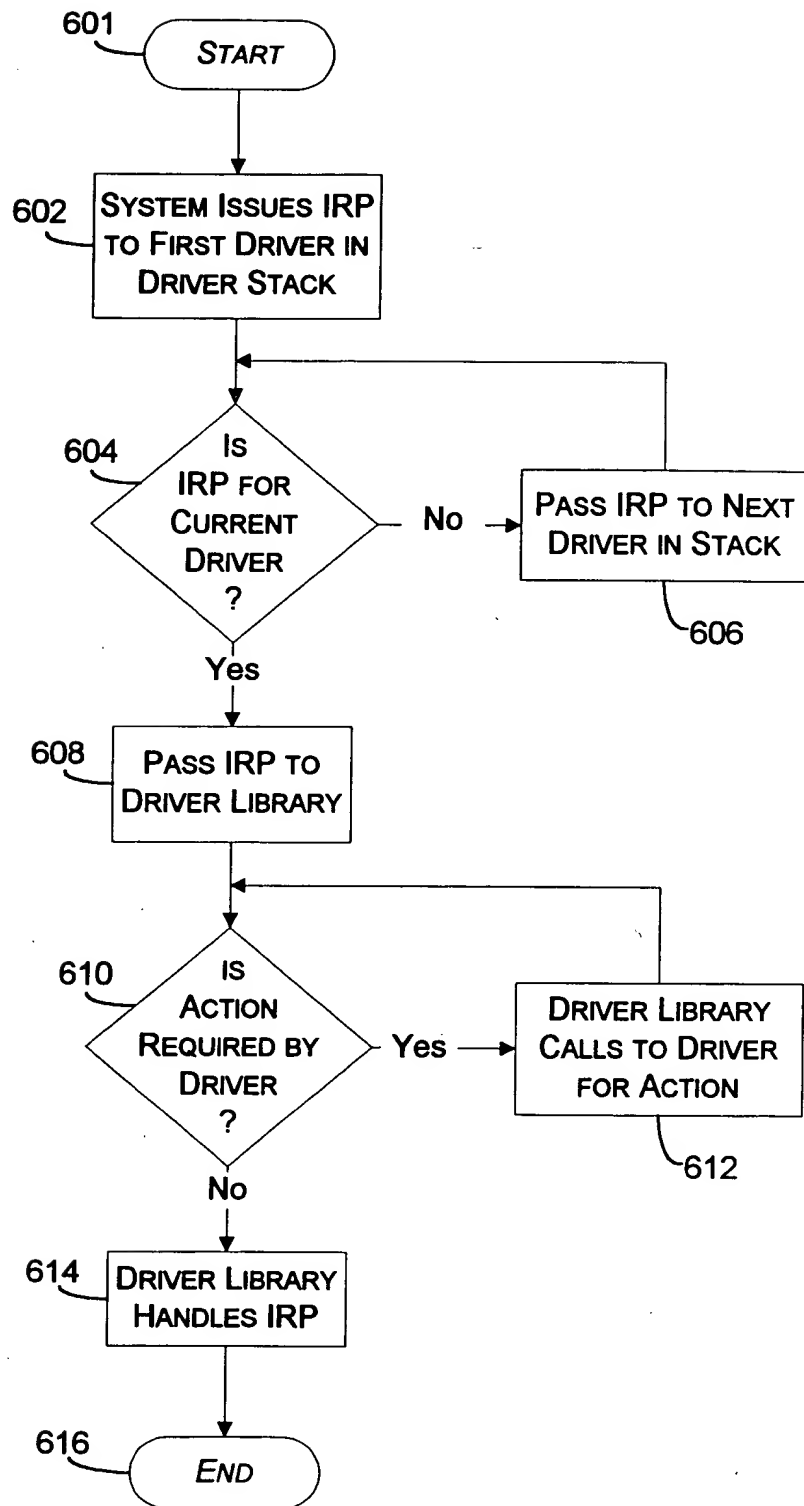 601
START
602
SYSTEM ISSUES IRP
TO FIRST DRIVER IN
DRIVER STACK
604
IS
IRP FOR
CURRENT
DRIVER
?
No
PASS IRP TO NEXT
DRIVER IN STACK
606
Yes
608
PASS IRP TO
DRIVER LIBRARY
610
IS
ACTION
REQUIRED BY
DRIVER
?
Yes
DRIVER LIBRARY
CALLS TO DRIVER
FOR ACTION
612
No
614
DRIVER LIBRARY
HANDLES IRP
616
END